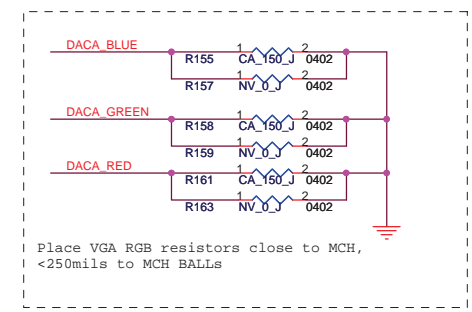 DACA_BLUE
1 2
R155 CA_150_J 0402
1 2
R157 NV_0_J 0402
DACA_GREEN
1 2
R158 CA_150_J 0402
1 2
R159 NV_0_J 0402
DACA_RED
1 2
R161 CA_150_J 0402
1 2
R163 NV_0_J 0402
Place VGA RGB resistors close to MCH,
<250mils to MCH BALLs